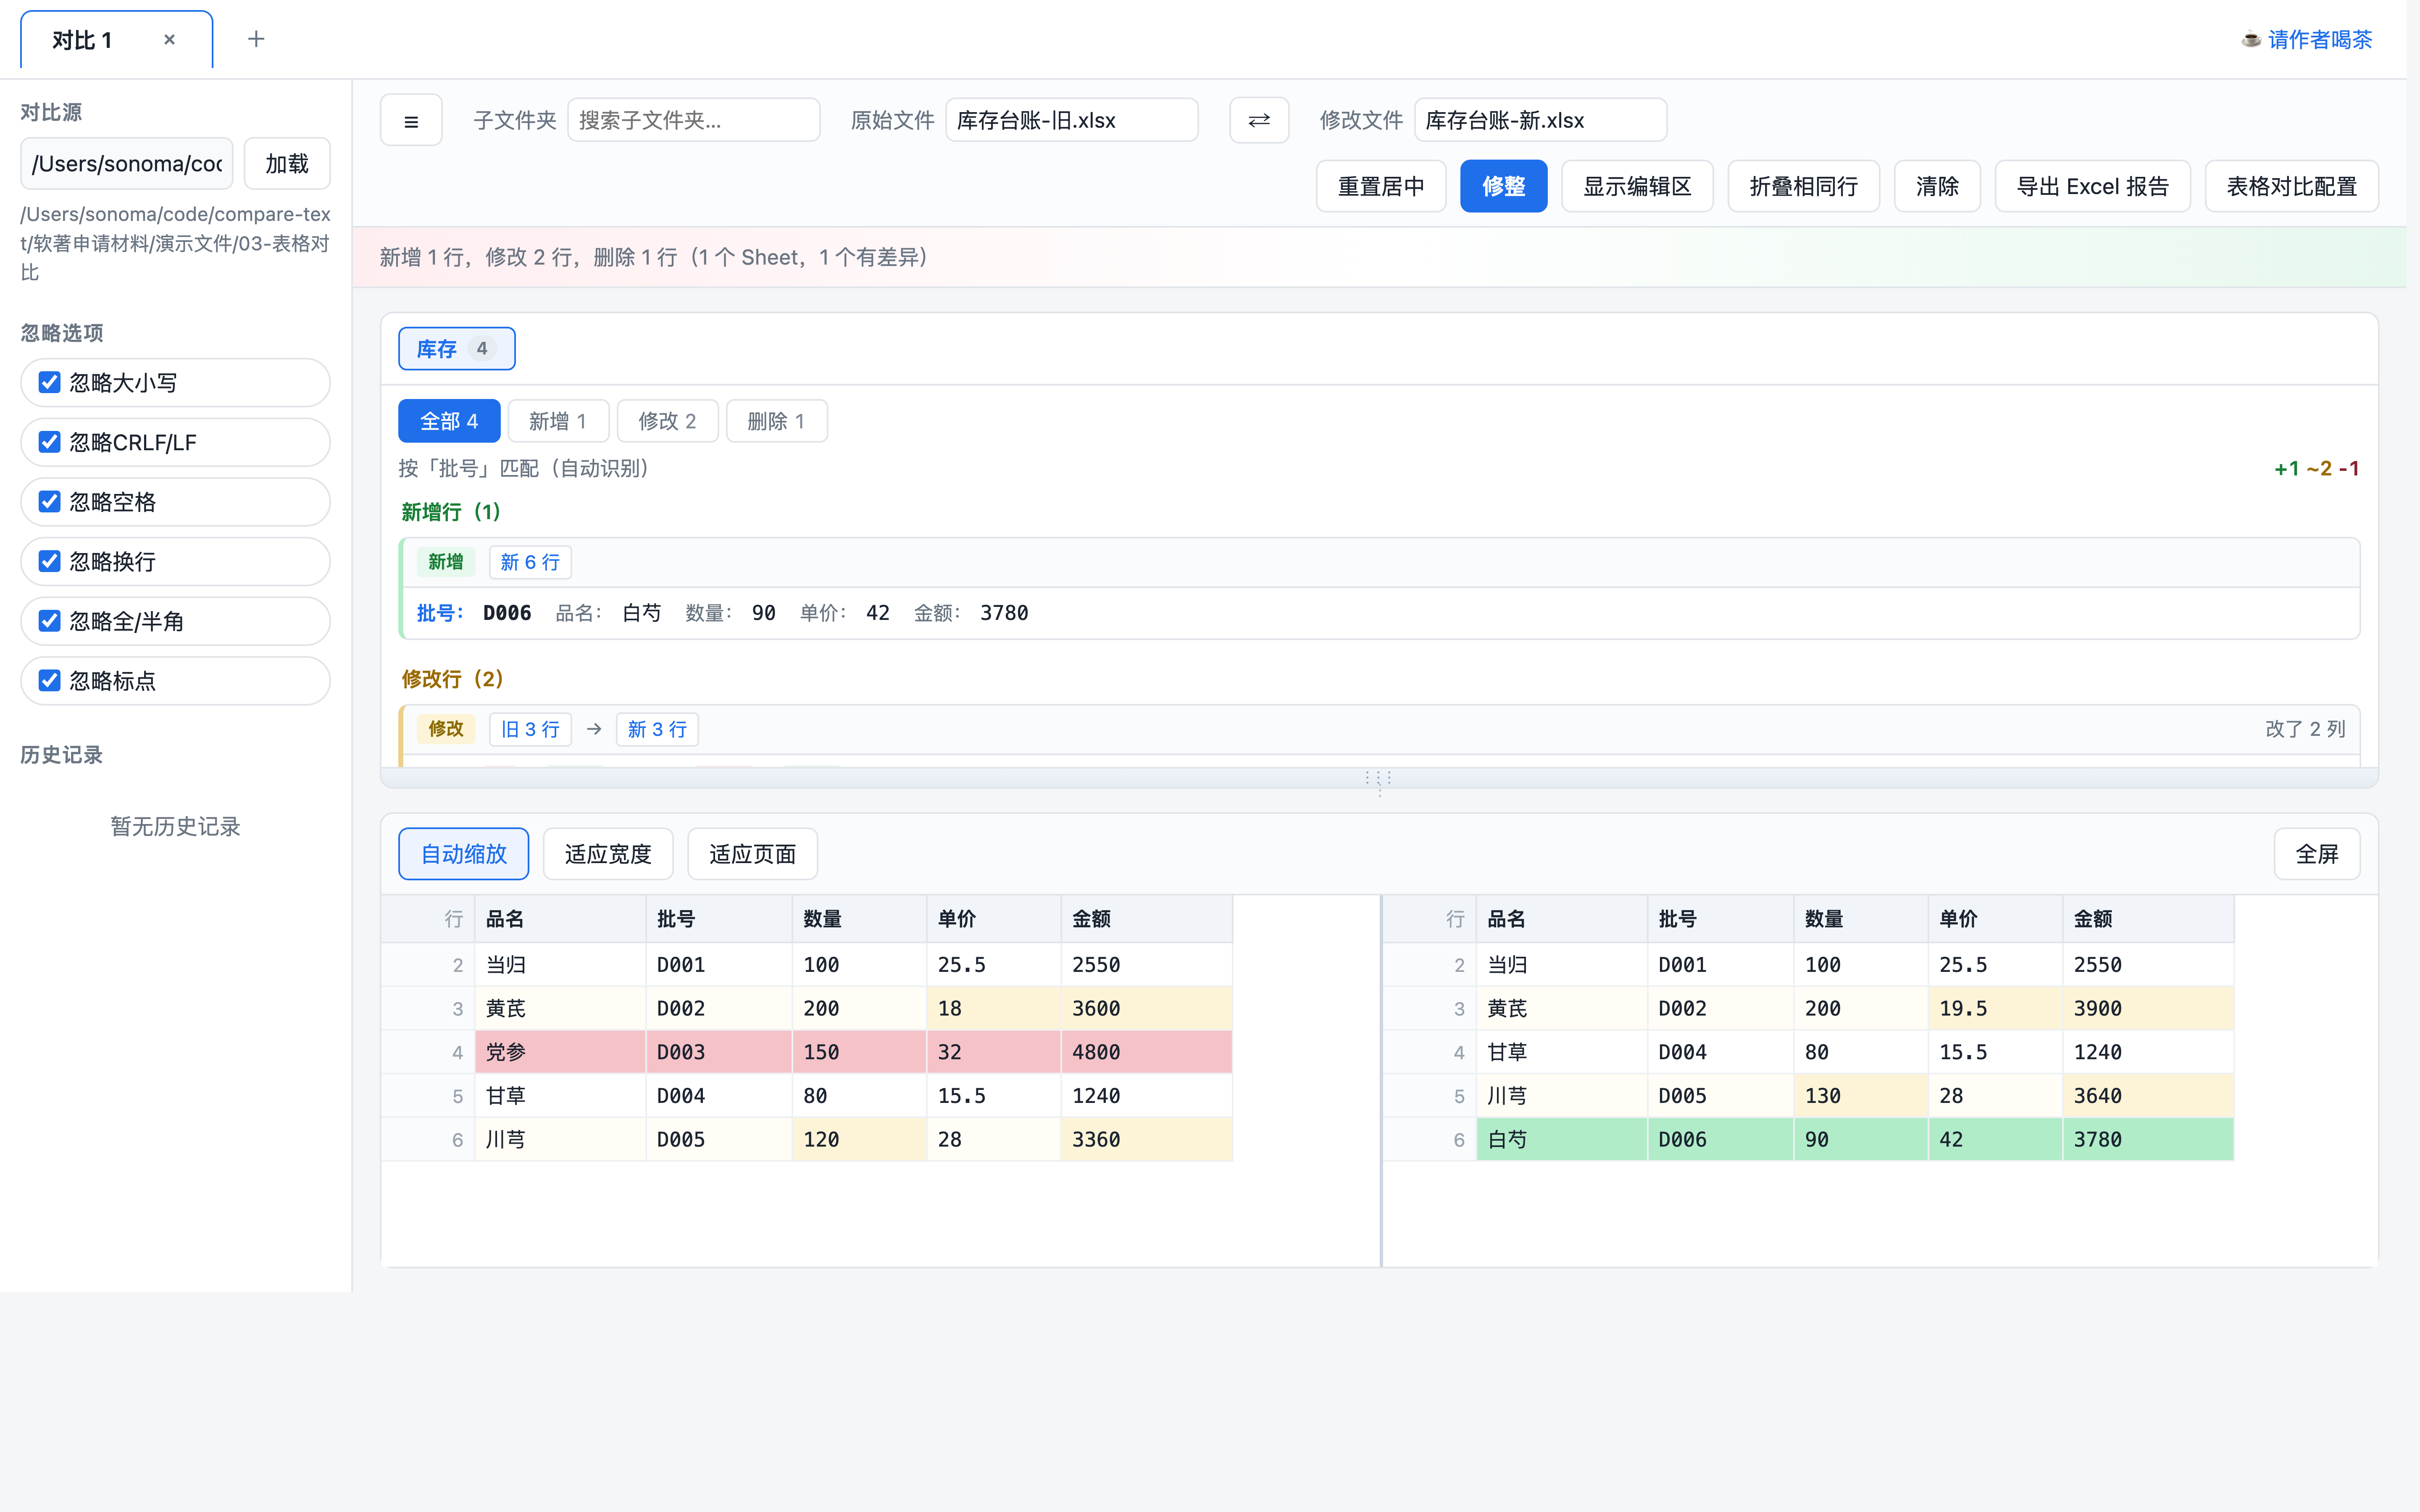 对比 1 × +
☕ 请作者喝茶
对比源
/Users/sonoma/coc 加载
/Users/sonoma/code/compare-tex
t/软著申请材料/演示文件/03-表格对
比
忽略选项
忽略大小写
忽略CRLF/LF
忽略空格
忽略换行
忽略全/半角
忽略标点
历史记录
暂无历史记录
≡ 子文件夹 搜索子文件夹... 原始文件 库存台账-旧.xlsx ⇄ 修改文件 库存台账-新.xlsx
重置居中 修整 显示编辑区 折叠相同行 清除 导出 Excel 报告 表格对比配置
新增 1 行，修改 2 行，删除 1 行（1 个 Sheet，1 个有差异）
库存 4
全部 4 新增 1 修改 2 删除 1
按「批号」匹配（自动识别） +1 ~2 -1
新增行（1）
新增 新 6 行
批号： D006 品名： 白芍 数量： 90 单价： 42 金额： 3780
修改行（2）
修改 旧 3 行 → 新 3 行 改了 2 列
自动缩放 适应宽度 适应页面 全屏
行 品名 批号 数量 单价 金额
2 当归 D001 100 25.5 2550
3 黄芪 D002 200 18 3600
4 党参 D003 150 32 4800
5 甘草 D004 80 15.5 1240
6 川芎 D005 120 28 3360
行 品名 批号 数量 单价 金额
2 当归 D001 100 25.5 2550
3 黄芪 D002 200 19.5 3900
4 甘草 D004 80 15.5 1240
5 川芎 D005 130 28 3640
6 白芍 D006 90 42 3780